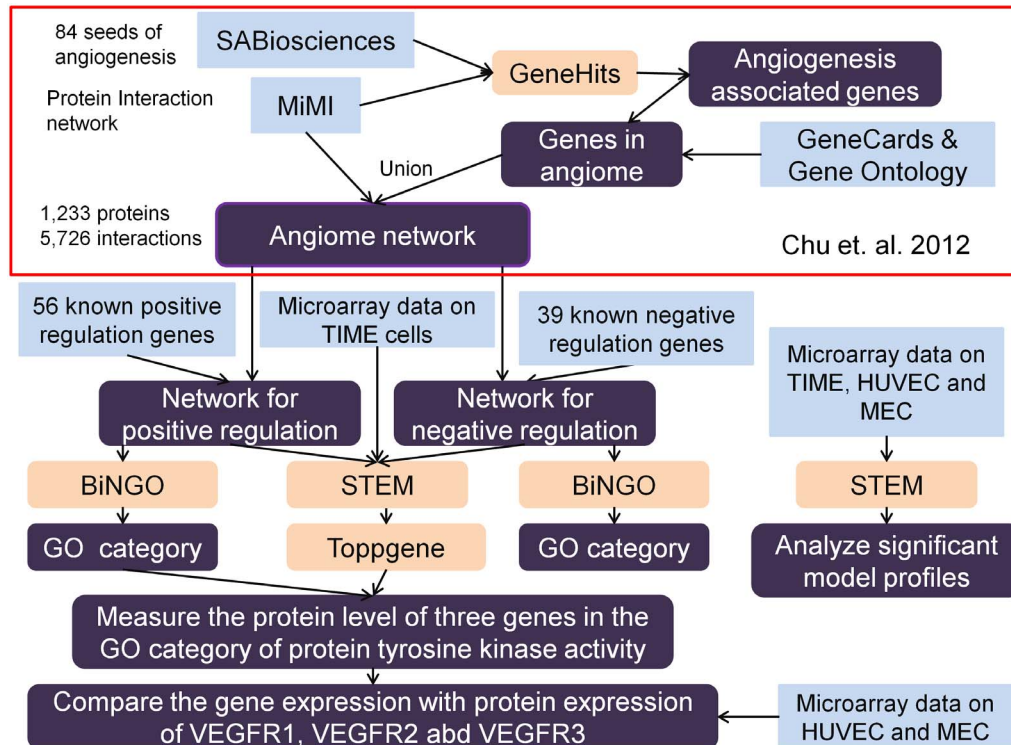 84 seeds of
angiogenesis
SABiosciences
GeneHits
Angiogenesis
associated genes
Protein Interaction
network
MiMI
Genes in
angiome
GeneCards &
Gene Ontology
Union
1,233 proteins
5,726 interactions
Angiome network
Chu et. al. 2012
56 known positive
regulation genes
Microarray data on
TIME cells
39 known negative
regulation genes
Microarray data on
TIME, HUVEC and
MEC
Network for
positive regulation
Network for
negative regulation
BiNGO
STEM
BiNGO
STEM
GO category
Toppgene
GO category
Analyze significant
model profiles
Measure the protein level of three genes in the
GO category of protein tyrosine kinase activity
Compare the gene expression with protein expression
of VEGFR1, VEGFR2 abd VEGFR3
Microarray data on
HUVEC and MEC